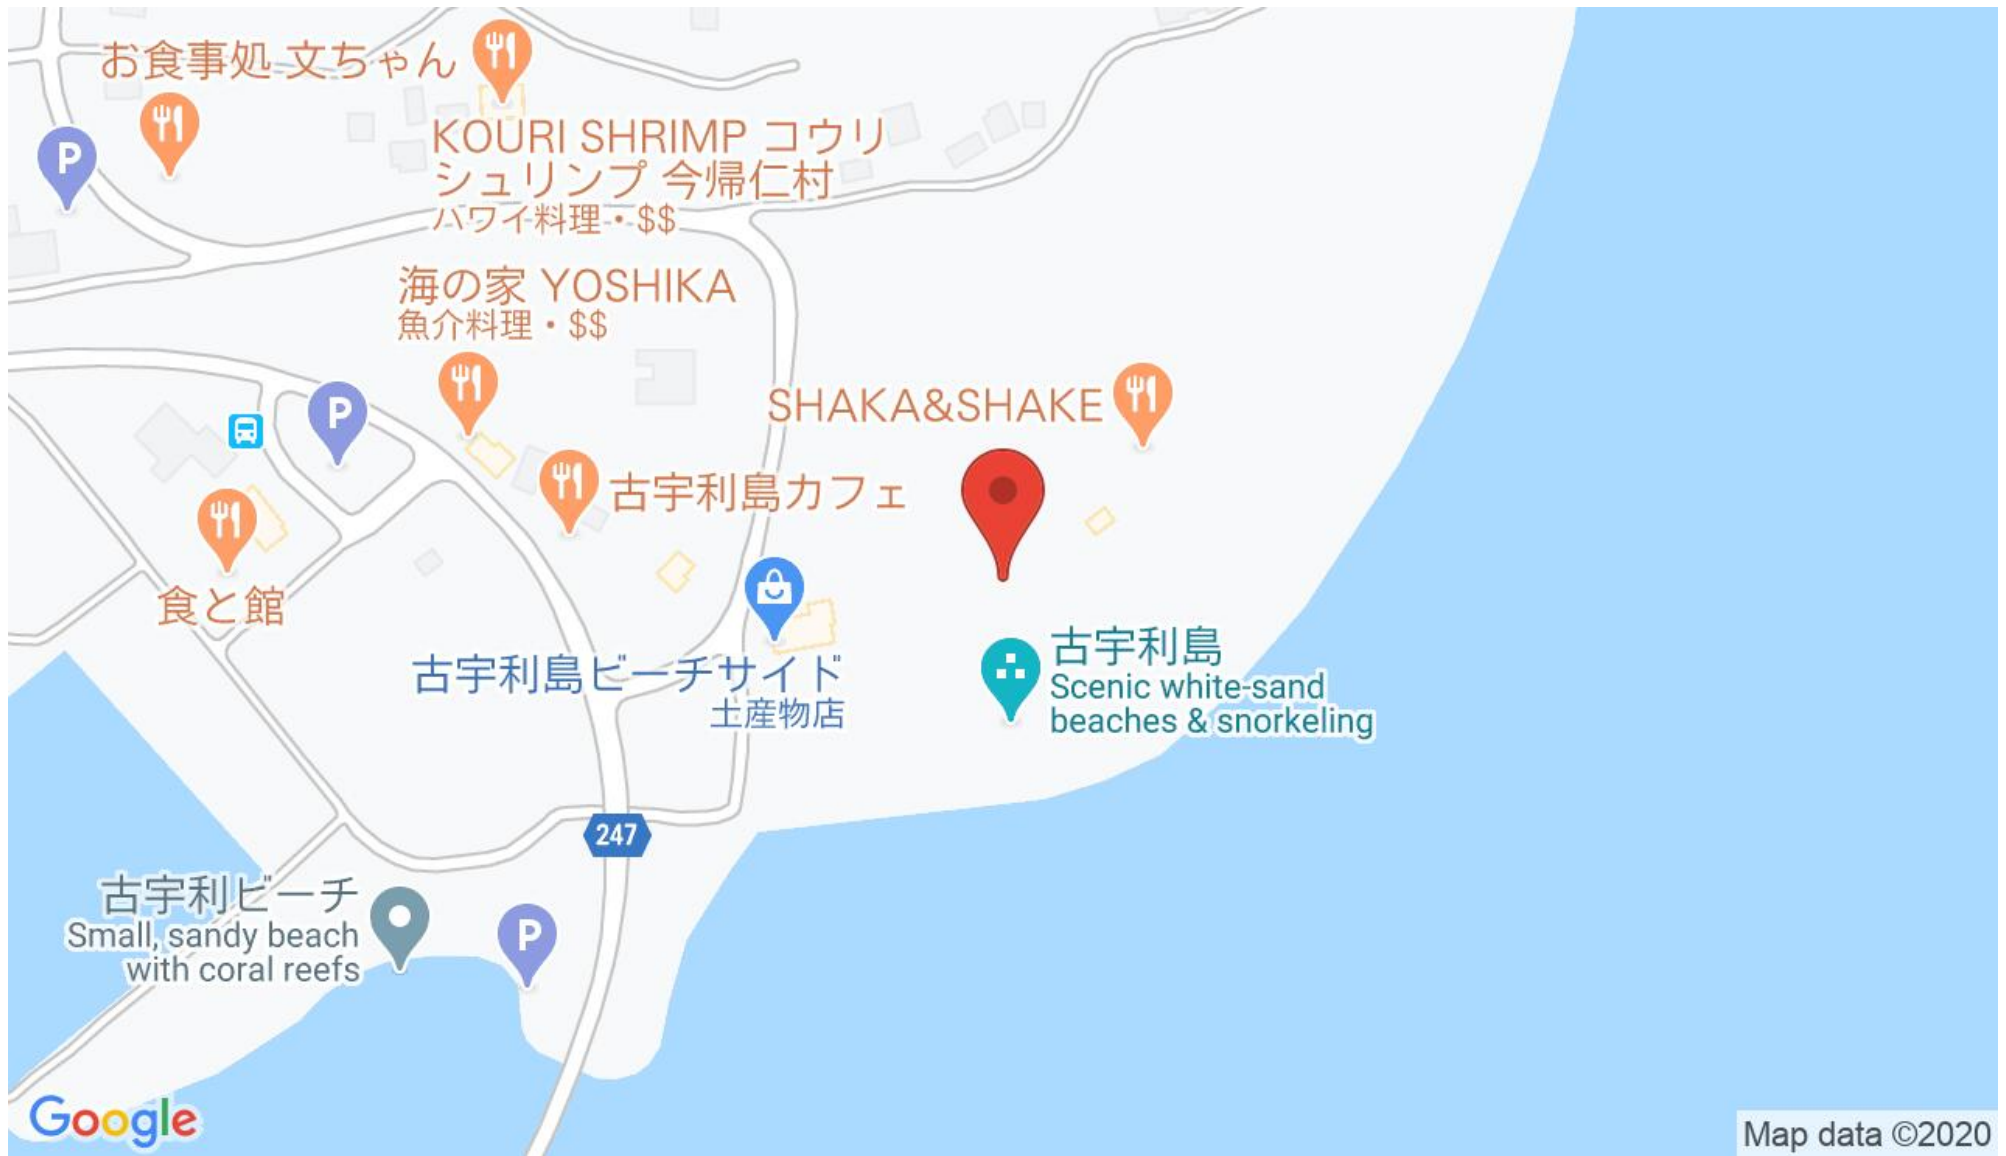 お食事処 文ちゃん
P
KOURI SHRIMP コウリ
シュリンプ 今帰仁村
ハワイ料理・$$
海の家 YOSHIKA
魚介料理・$$
P
SHAKA&SHAKE
古宇利島カフェ
食と館
古宇利島ビーチサイド
土産物店
古宇利島
Scenic white-sand
beaches & snorkeling
247
古宇利ビーチ
Small, sandy beach
with coral reefs
P
Google
Map data ©2020